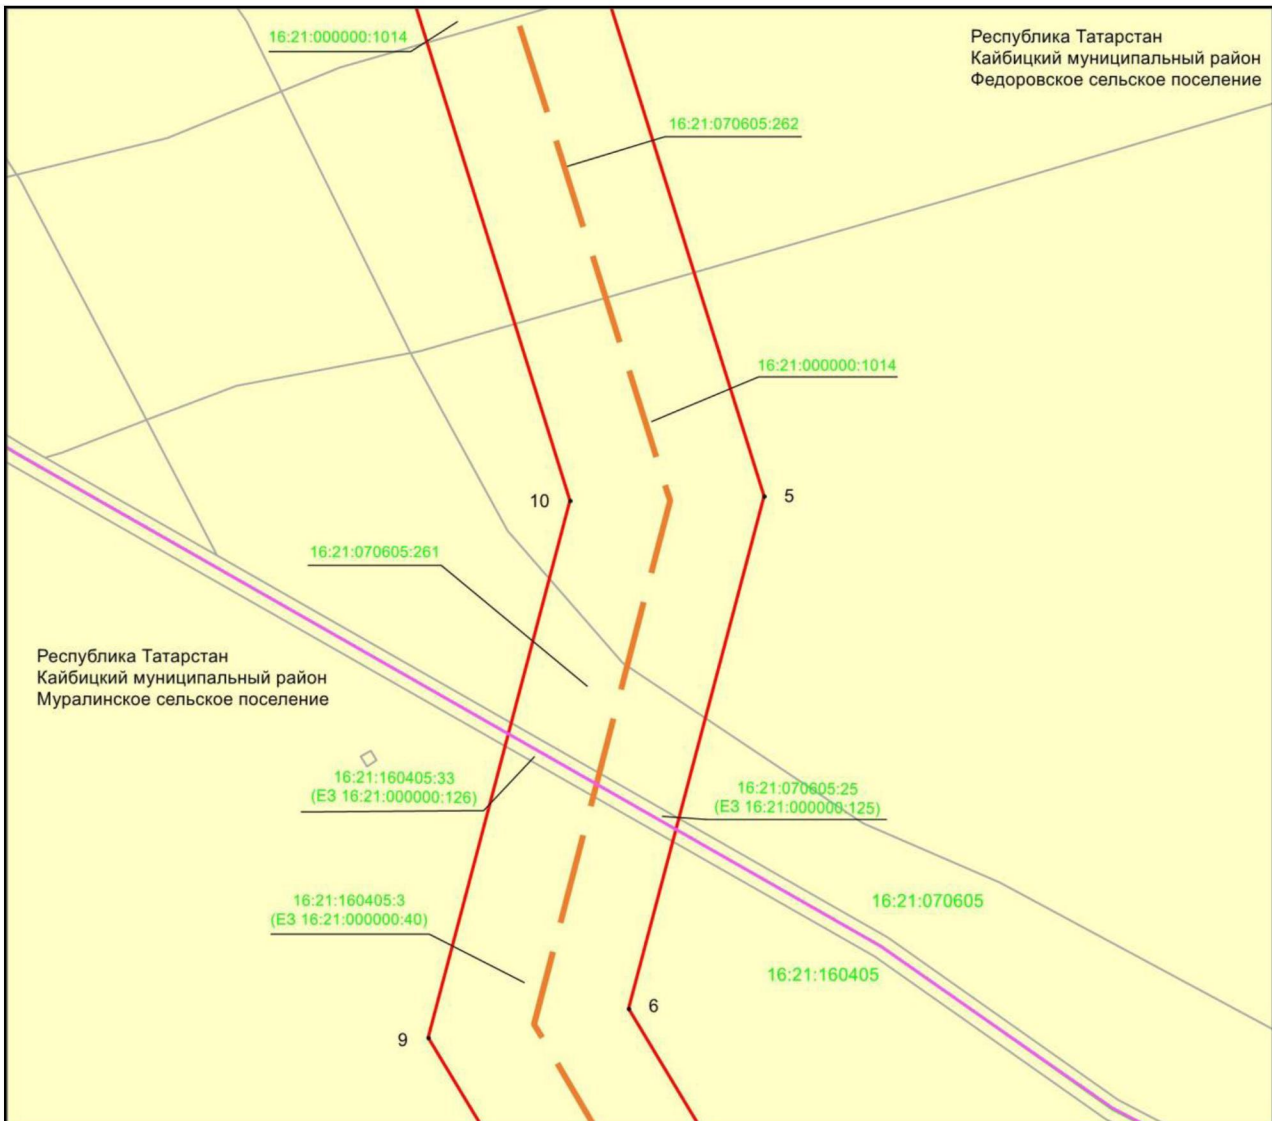 16:21:000000:1014
Республика Татарстан
Кайбицкий муниципальный район
Федоровское сельское поселение
16:21:070605:262
16:21:000000:1014
10
5
16:21:070605:261
Республика Татарстан
Кайбицкий муниципальный район
Муралинское сельское поселение
16:21:160405:33
(ЕЗ 16:21:000000:126)
16:21:070605:25
(ЕЗ 16:21:000000:125)
16:21:160405:3
(ЕЗ 16:21:000000:40)
16:21:070605
16:21:160405
6
9